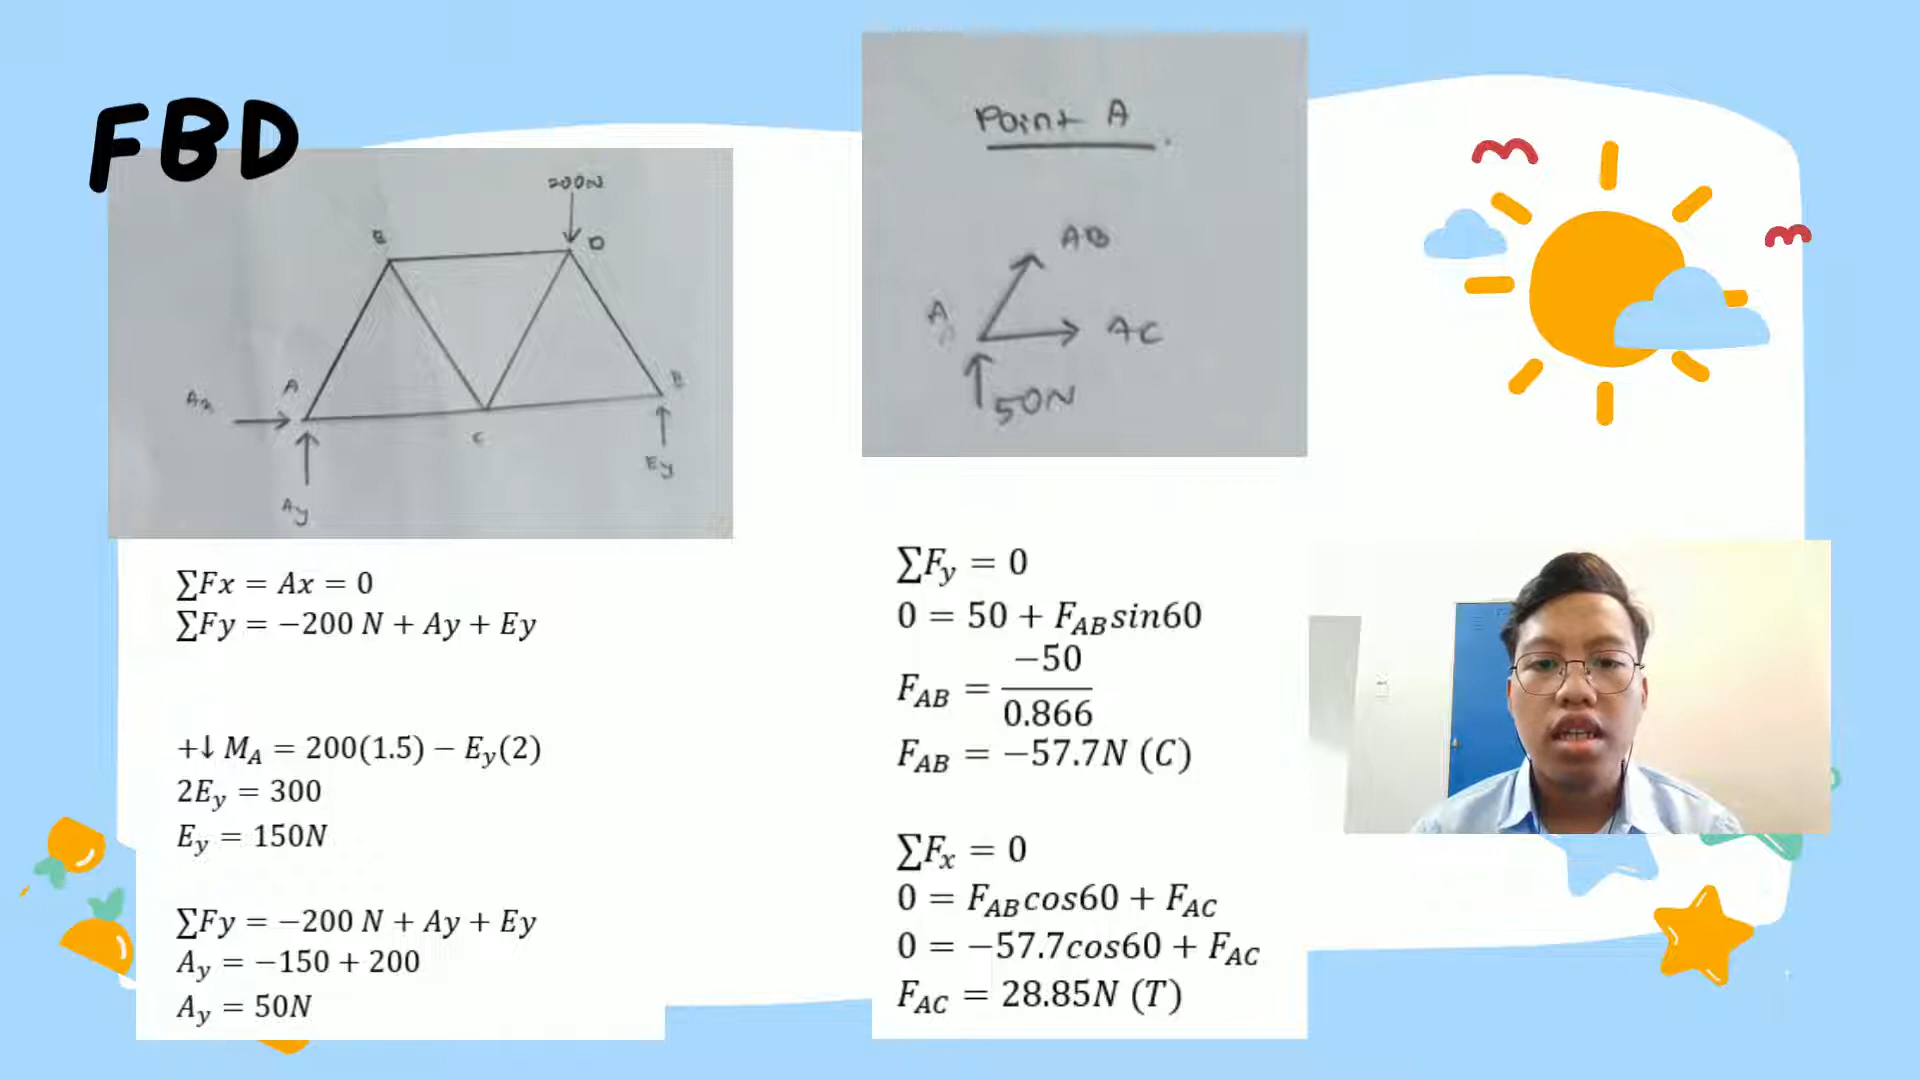 FBD
200N
B
D
A
E
Ax
C
Ay
Ey
∑Fx = Ax = 0
∑Fy = −200 N + Ay + Ey
+↓ M_A = 200(1.5) − E_y(2)
2E_y = 300
E_y = 150N
∑Fy = −200 N + Ay + Ey
A_y = −150 + 200
A_y = 50N
Point A
AB
A
AC
50N
∑F_y = 0
0 = 50 + F_AB sin60
F_AB = −50/0.866
F_AB = −57.7N (C)
∑F_x = 0
0 = F_AB cos60 + F_AC
0 = −57.7cos60 + F_AC
F_AC = 28.85N (T)